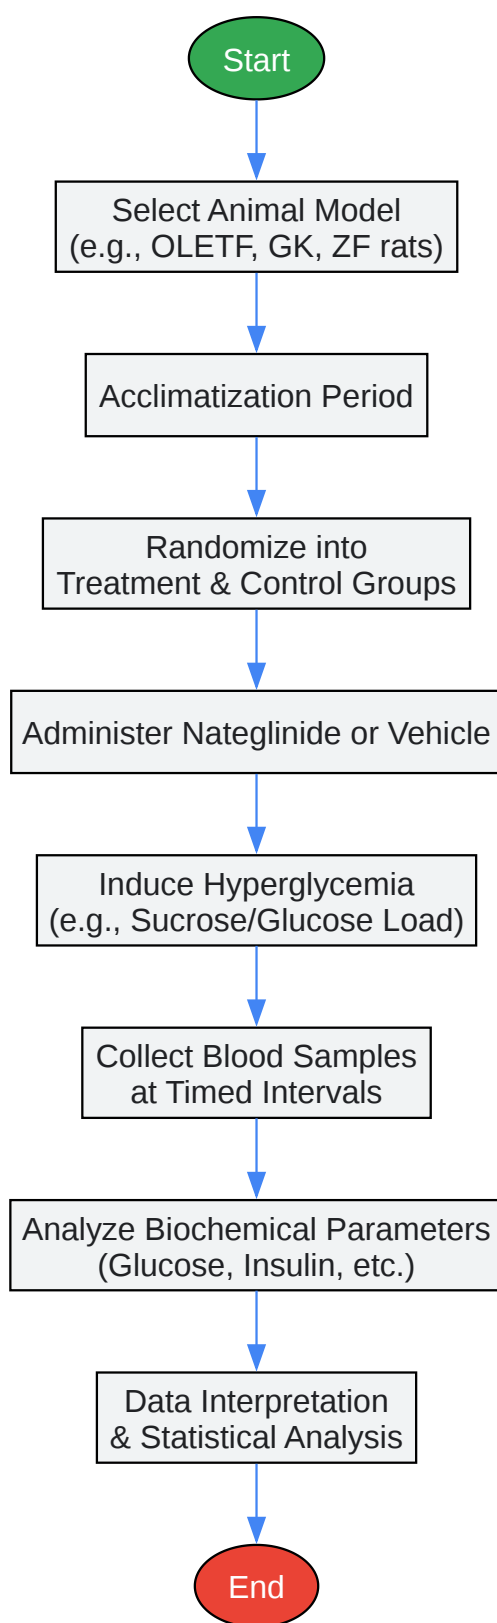 Start
Select Animal Model
(e.g., OLETF, GK, ZF rats)
Acclimatization Period
Randomize into
Treatment & Control Groups
Administer Nateglinide or Vehicle
Induce Hyperglycemia
(e.g., Sucrose/Glucose Load)
Collect Blood Samples
at Timed Intervals
Analyze Biochemical Parameters
(Glucose, Insulin, etc.)
Data Interpretation
& Statistical Analysis
End